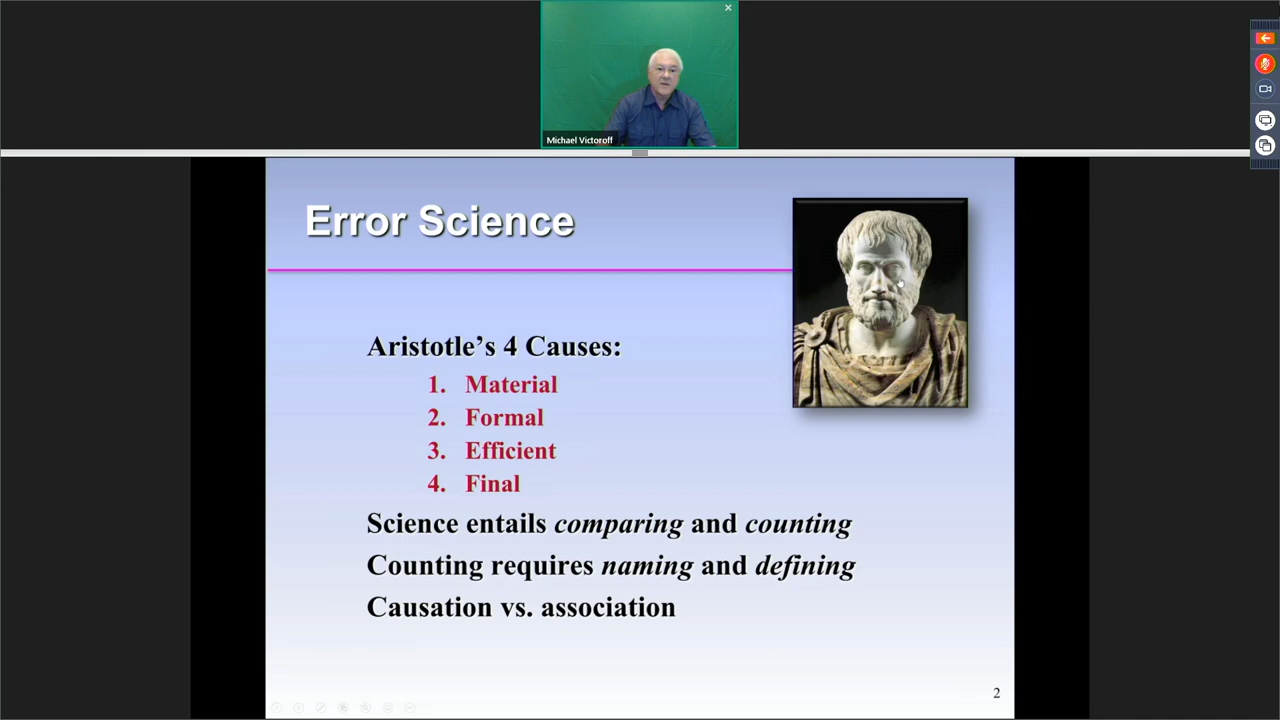 Michael Victoroff
Error Science
Aristotle’s 4 Causes:
1. Material
2. Formal
3. Efficient
4. Final
Science entails comparing and counting
Counting requires naming and defining
Causation vs. association
2